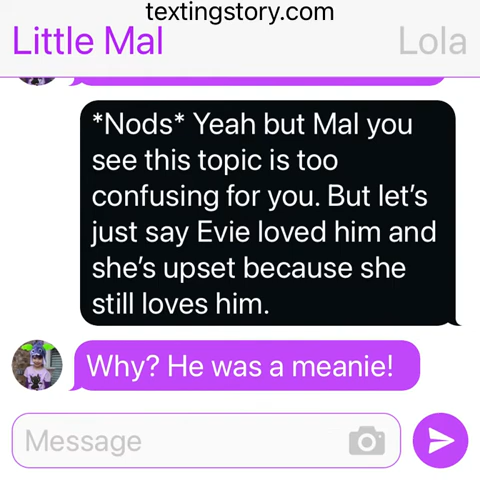 textingstory.com
Little Mal
Lola
*Nods* Yeah but Mal you
see this topic is too
confusing for you. But let’s
just say Evie loved him and
she’s upset because she
still loves him.
Why? He was a meanie!
Message